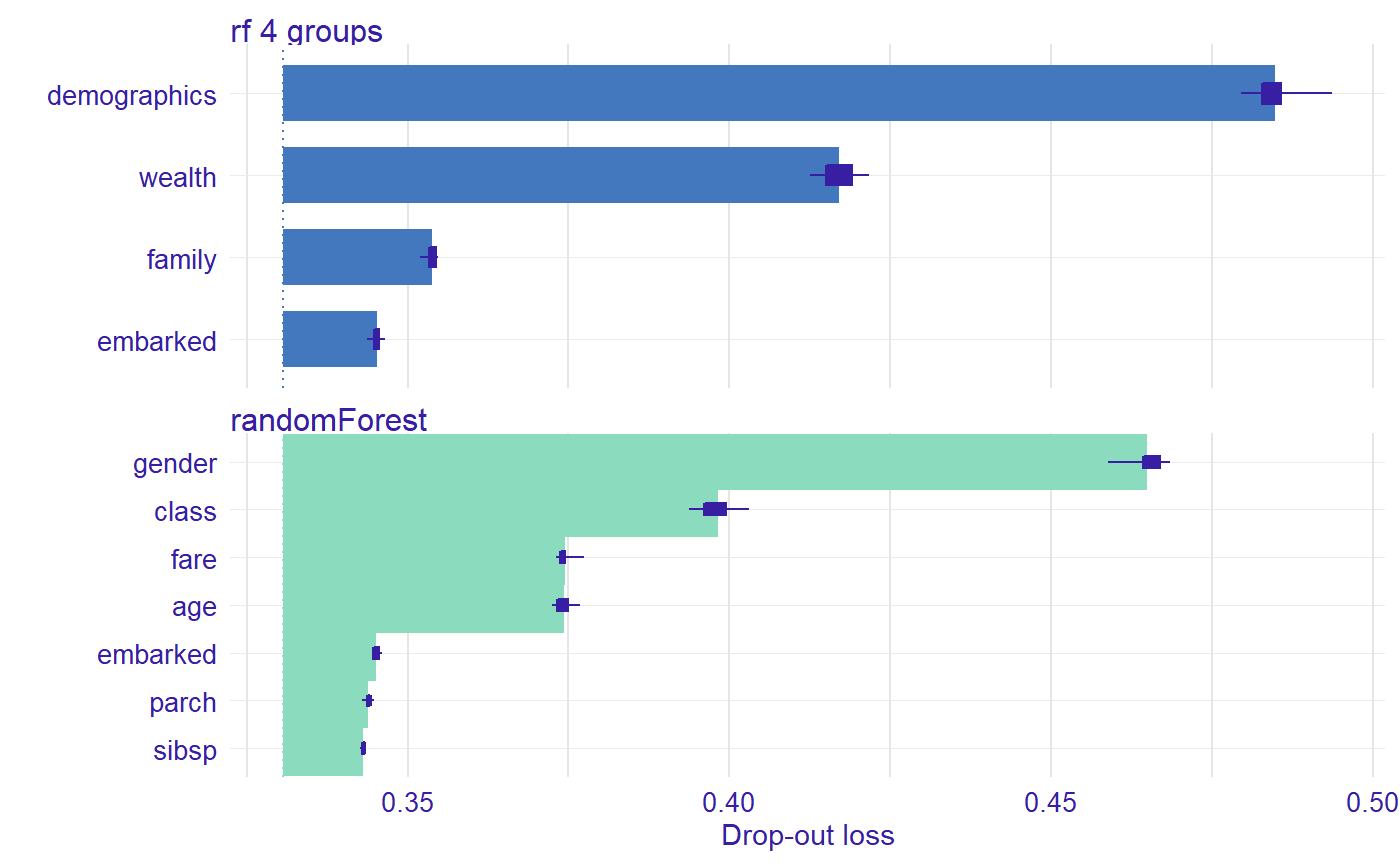 rf 4 groups
demographics
wealth
family
embarked
randomForest
gender
class
fare
age
embarked
parch
sibsp
0.35 0.40 0.45 0.50
Drop-out loss